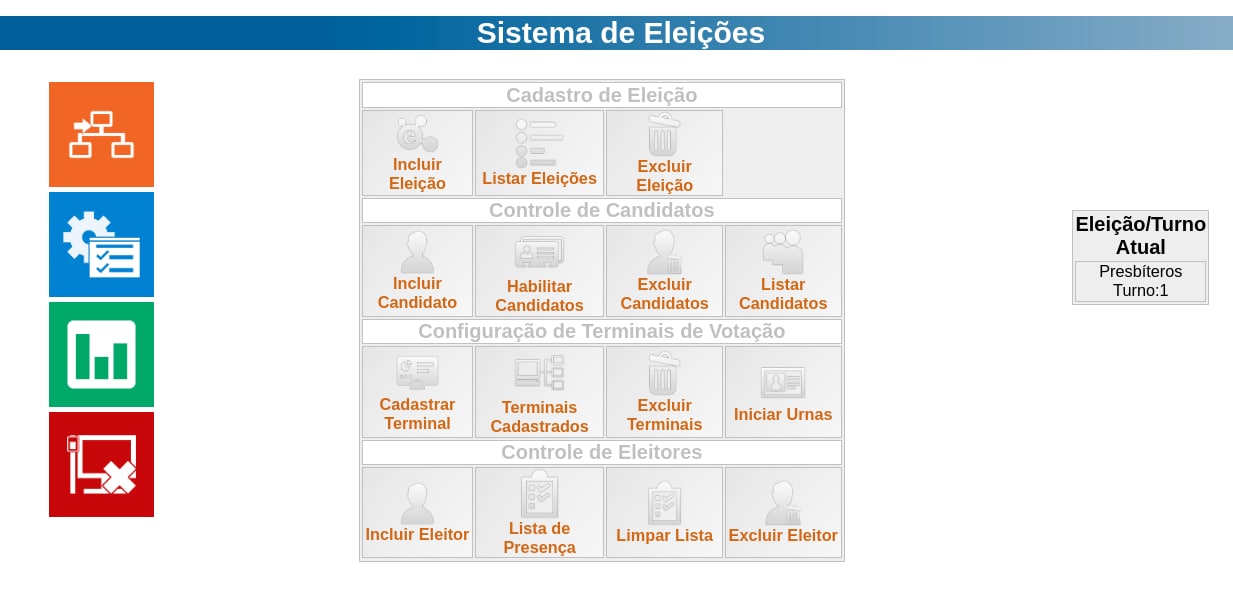 Sistema de Eleições
Cadastro de Eleição
Incluir
Eleição
Listar Eleições
Excluir
Eleição
Controle de Candidatos
Incluir
Candidato
Habilitar
Candidatos
Excluir
Candidatos
Listar
Candidatos
Configuração de Terminais de Votação
Cadastrar
Terminal
Terminais
Cadastrados
Excluir
Terminais
Iniciar Urnas
Controle de Eleitores
Incluir Eleitor
Lista de
Presença
Limpar Lista
Excluir Eleitor
Eleição/Turno
Atual
Presbíteros
Turno:1